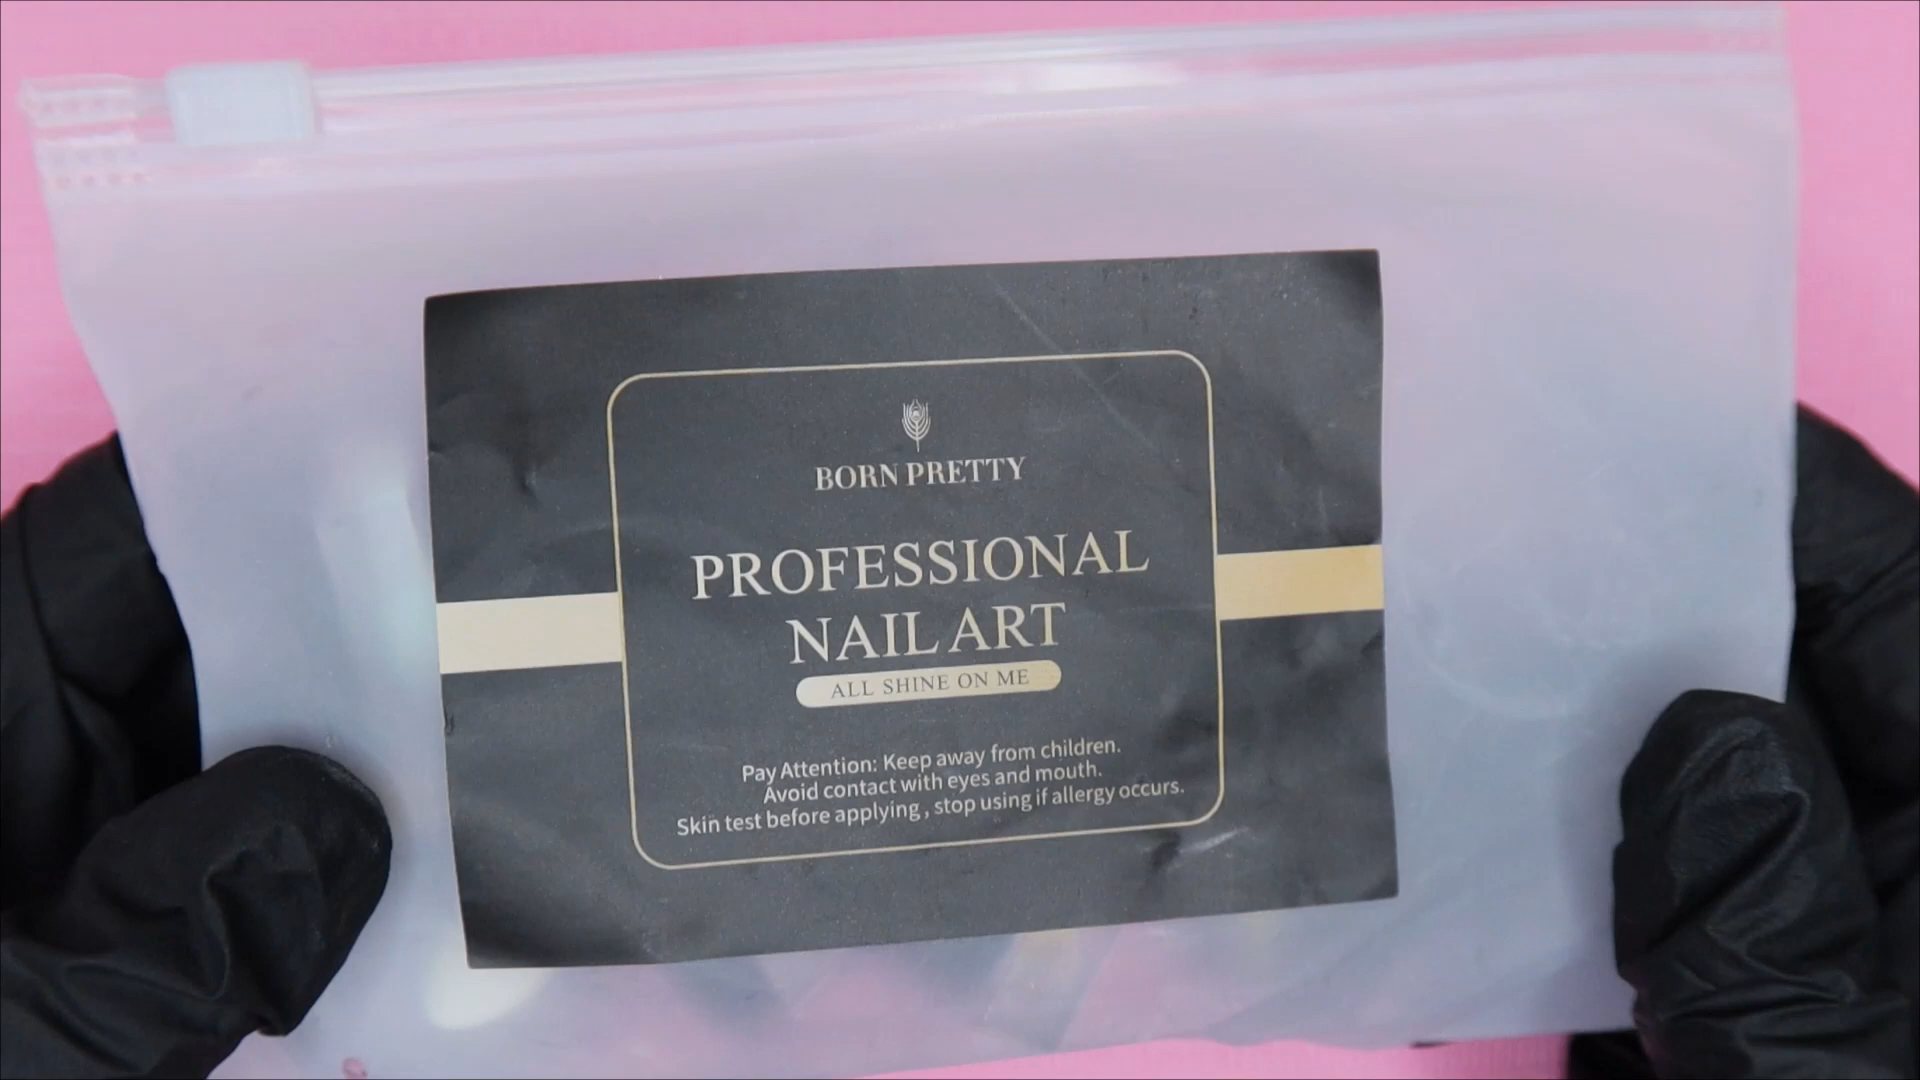 BORN PRETTY
PROFESSIONAL
NAIL ART
ALL SHINE ON ME
Pay Attention: Keep away from children.
Avoid contact with eyes and mouth.
Skin test before applying, stop using if allergy occurs.